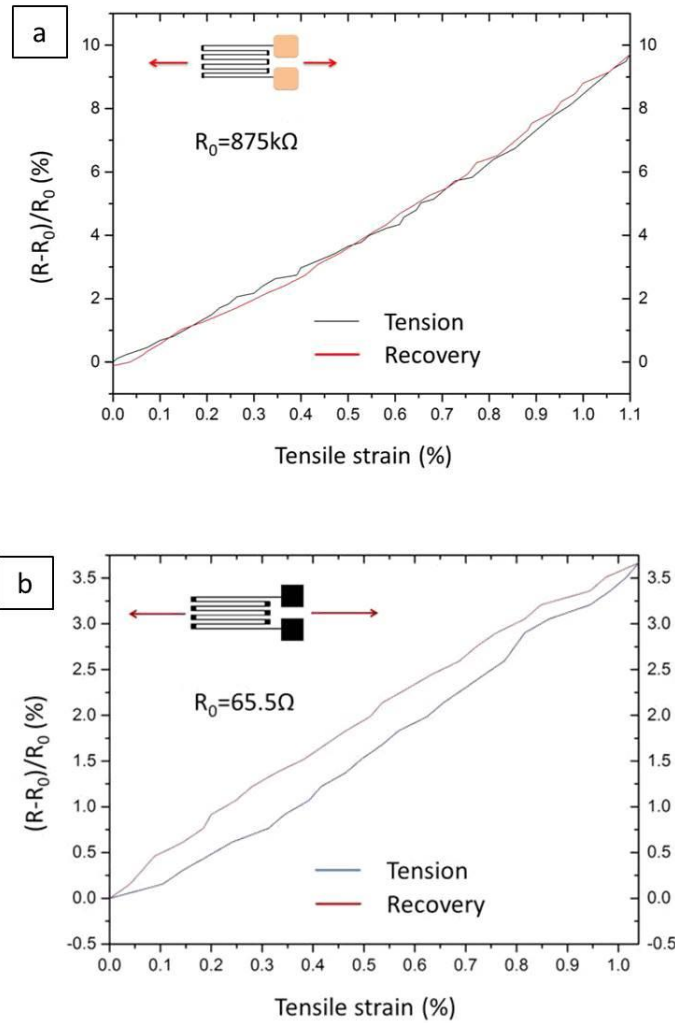 a
10
8
6
4
2
0
10
8
6
4
2
0
(R-R₀)/R₀ (%)
R₀=875kΩ
Tension
Recovery
0.0 0.1 0.2 0.3 0.4 0.5 0.6 0.7 0.8 0.9 1.0 1.1
Tensile strain (%)
b
3.5
3.0
2.5
2.0
1.5
1.0
0.5
0.0
-0.5
3.5
3.0
2.5
2.0
1.5
1.0
0.5
0.0
-0.5
(R-R₀)/R₀ (%)
R₀=65.5Ω
Tension
Recovery
0.0 0.1 0.2 0.3 0.4 0.5 0.6 0.7 0.8 0.9 1.0
Tensile strain (%)